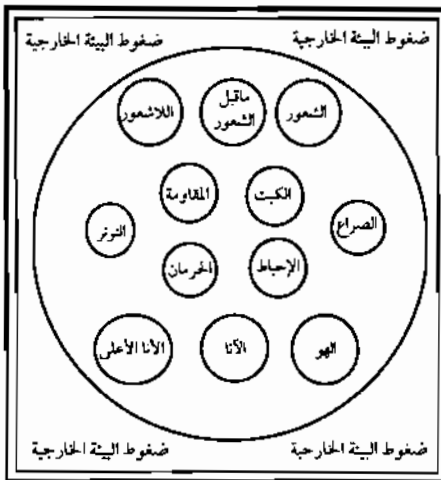 ضغوط البيئة الخارجية
ضغوط البيئة الخارجية
الشعور
ماقبل
الشعور
اللاشعور
الكبت
المقاومة
الصراع
التوتر
الإحباط
الحرمان
الهو
الأنا
الأنا الأعلى
ضغوط البيئة الخارجية
ضغوط البيئة الخارجية